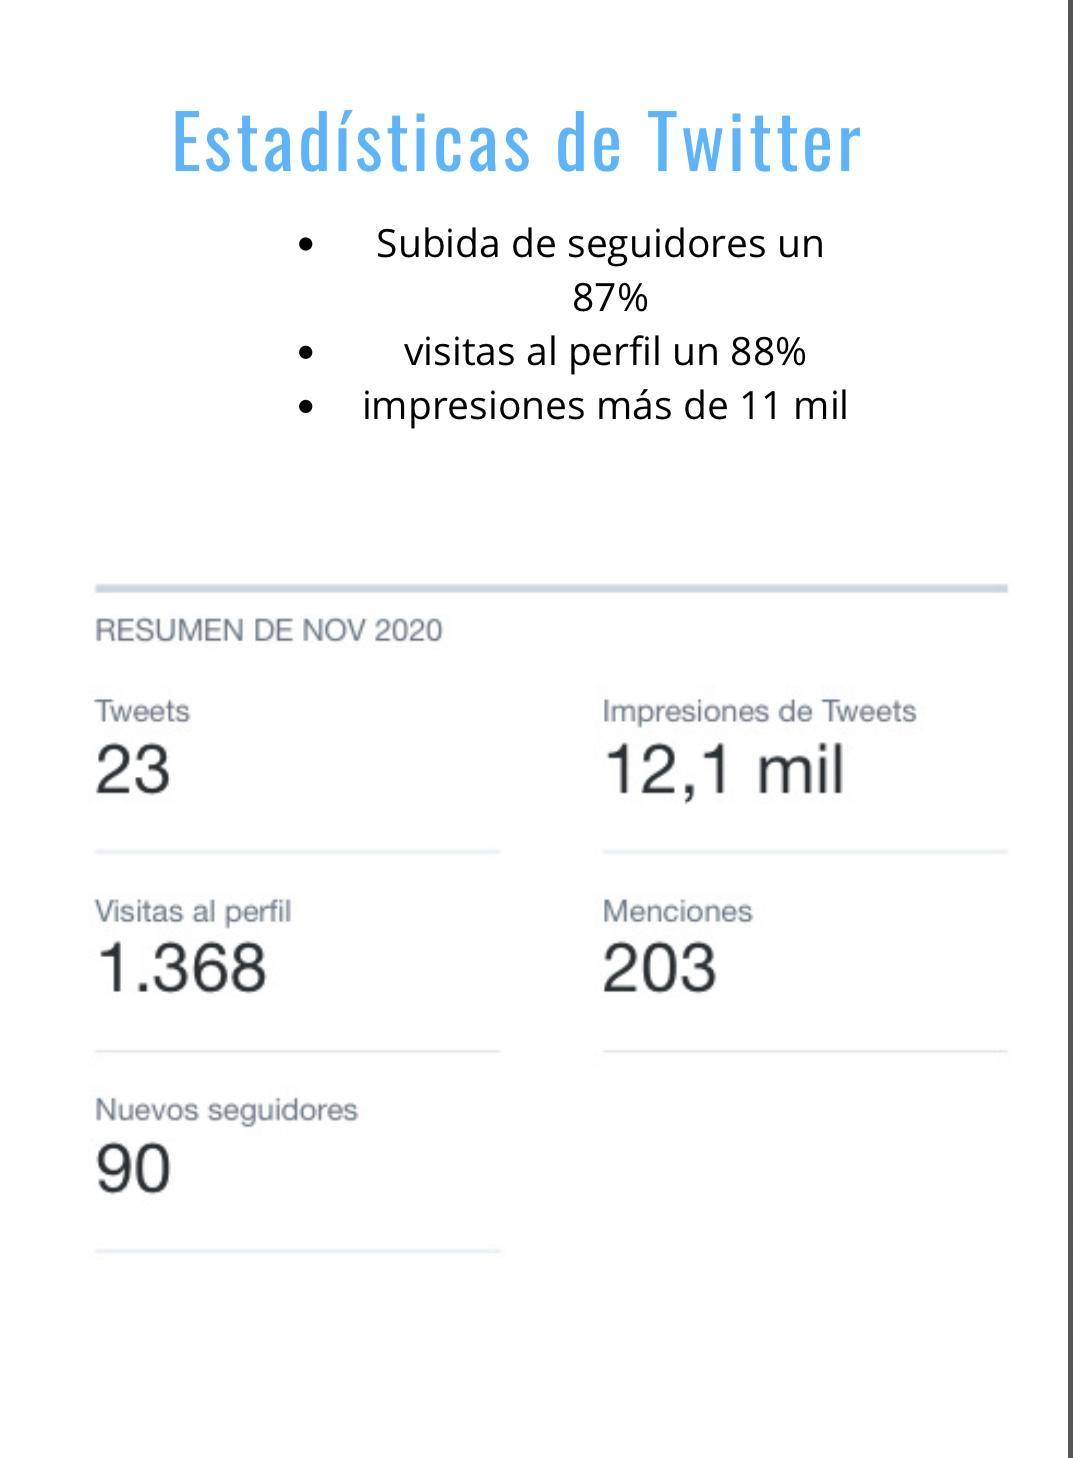 Estadísticas de Twitter
• Subida de seguidores un
87%
• visitas al perfil un 88%
• impresiones más de 11 mil
RESUMEN DE NOV 2020
Tweets
23
Impresiones de Tweets
12,1 mil
Visitas al perfil
1.368
Menciones
203
Nuevos seguidores
90